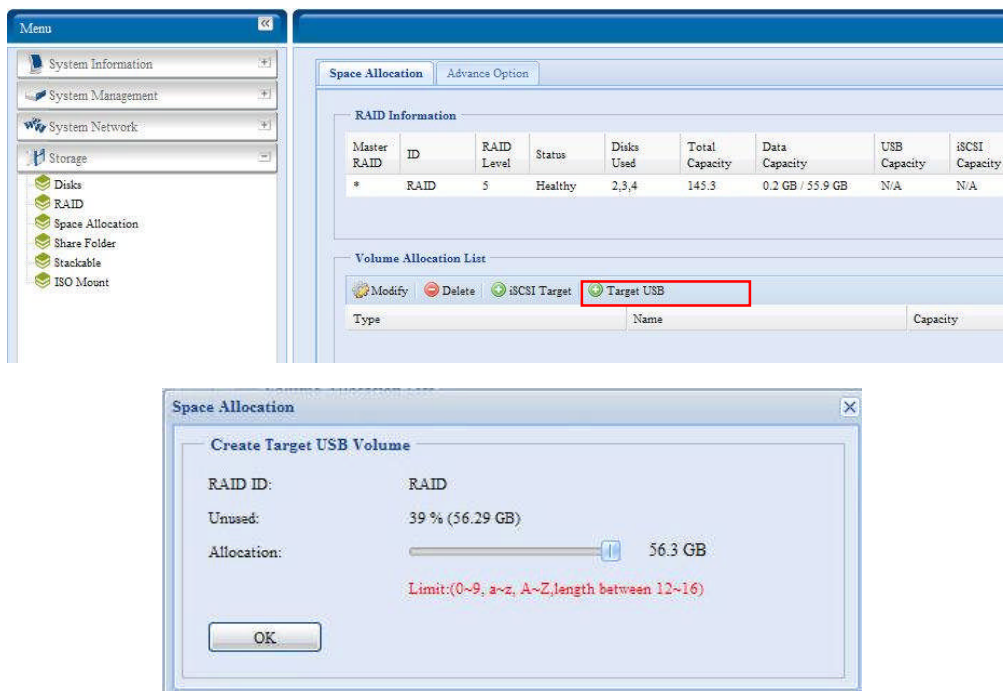 Menu
System Information
System Management
System Network
Storage
Disks
RAID
Space Allocation
Share Folder
Stackable
ISO Mount
Space Allocation Advance Option
RAID Information
Master RAID ID RAID Level Status Disks Used Total Capacity Data Capacity USB Capacity iSCSI Capacity
* RAID 5 Healthy 2,3,4 145.3 0.2 GB / 55.9 GB N/A N/A
Volume Allocation List
Modify Delete iSCSI Target Target USB
Type Name Capacity
Space Allocation
Create Target USB Volume
RAID ID: RAID
Unused: 39 % (56.29 GB)
Allocation: 56.3 GB
Limit:(0~9, a~z, A~Z,length between 12~16)
OK